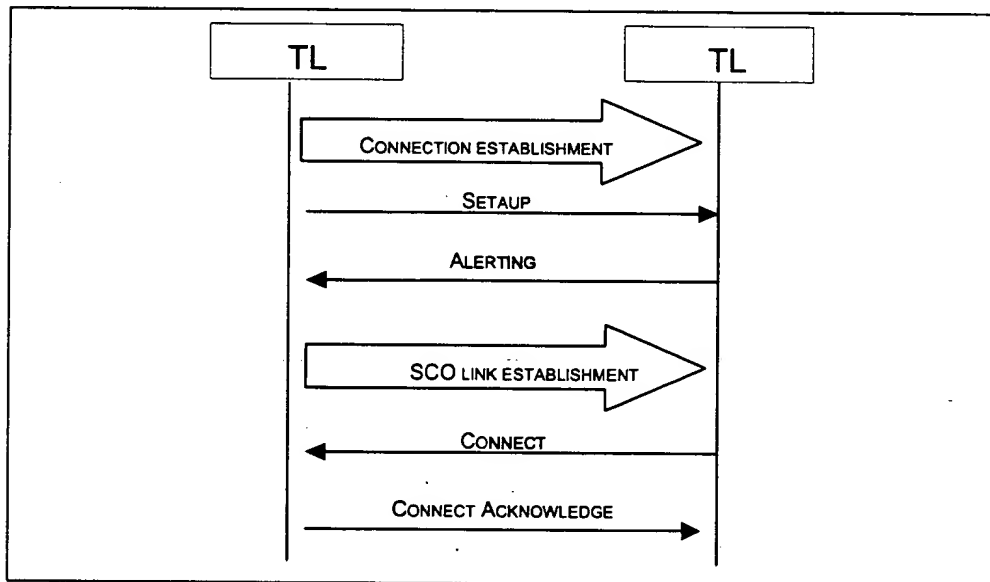 TL
TL
CONNECTION ESTABLISHMENT
SETAUP
ALERTING
SCO LINK ESTABLISHMENT
CONNECT
CONNECT ACKNOWLEDGE